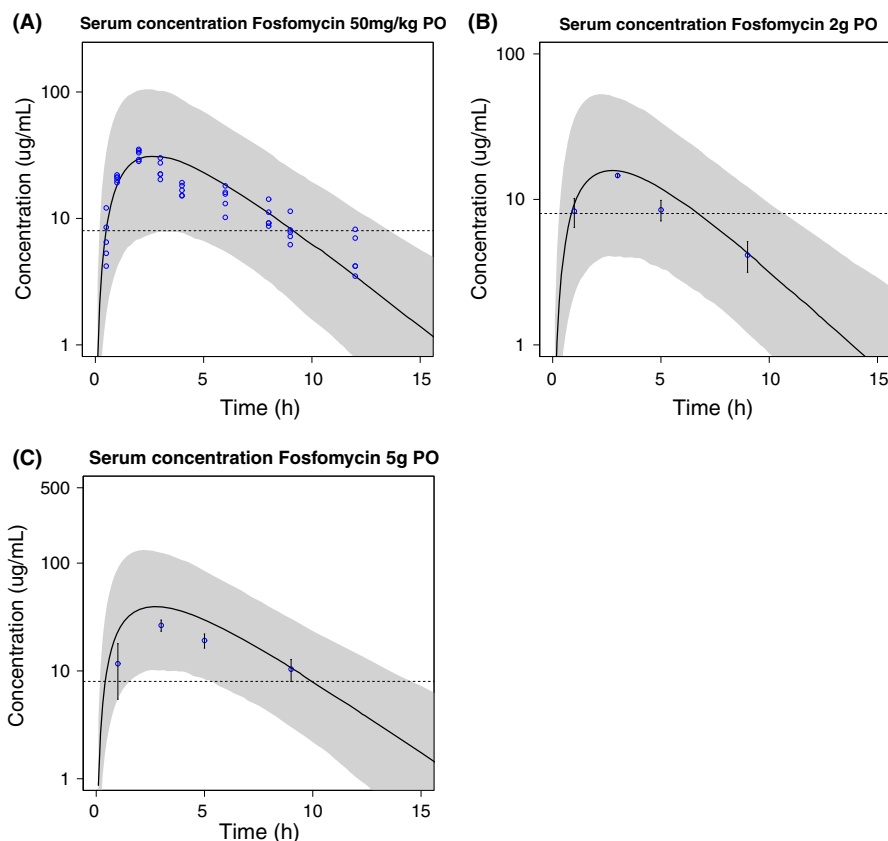 (A)
Serum concentration Fosfomycin 50mg/kg PO
Concentration (ug/mL)
100
10
1
0 5 10 15
Time (h)
(B)
Serum concentration Fosfomycin 2g PO
Concentration (ug/mL)
100
10
1
0 5 10 15
Time (h)
(C)
Serum concentration Fosfomycin 5g PO
Concentration (ug/mL)
500
100
10
1
0 5 10 15
Time (h)